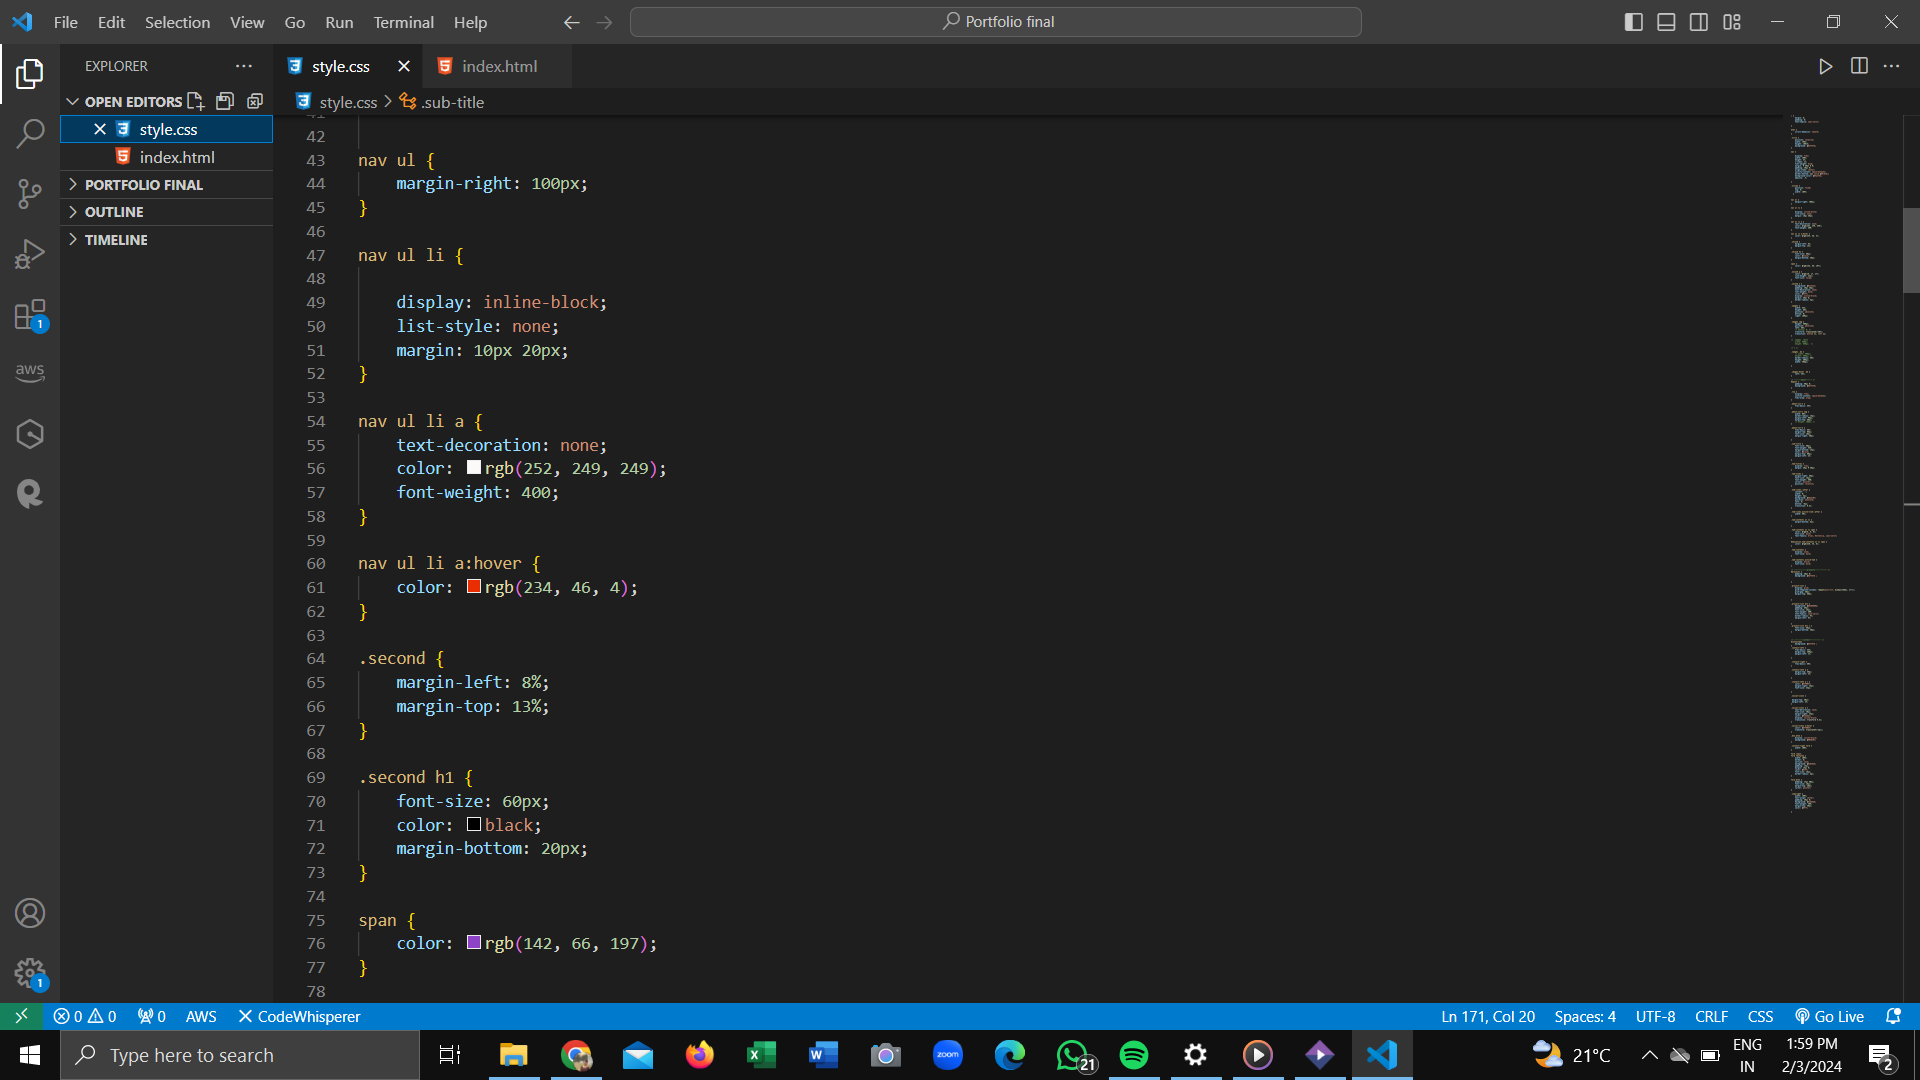 File Edit Selection View Go Run Terminal Help
Portfolio final
EXPLORER
OPEN EDITORS
style.css
index.html
PORTFOLIO FINAL
OUTLINE
TIMELINE
1
aws
1
style.css
index.html
style.css > .sub-title
41
42
43 nav ul {
44 margin-right: 100px;
45 }
46
47 nav ul li {
48
49 display: inline-block;
50 list-style: none;
51 margin: 10px 20px;
52 }
53
54 nav ul li a {
55 text-decoration: none;
56 color: rgb(252, 249, 249);
57 font-weight: 400;
58 }
59
60 nav ul li a:hover {
61 color: rgb(234, 46, 4);
62 }
63
64 .second {
65 margin-left: 8%;
66 margin-top: 13%;
67 }
68
69 .second h1 {
70 font-size: 60px;
71 color: black;
72 margin-bottom: 20px;
73 }
74
75 span {
76 color: rgb(142, 66, 197);
77 }
78
0 0 0 AWS CodeWhisperer
Ln 171, Col 20 Spaces: 4 UTF-8 CRLF CSS Go Live
Type here to search
zoom
21
21°C
ENG
IN
1:59 PM
2/3/2024
2